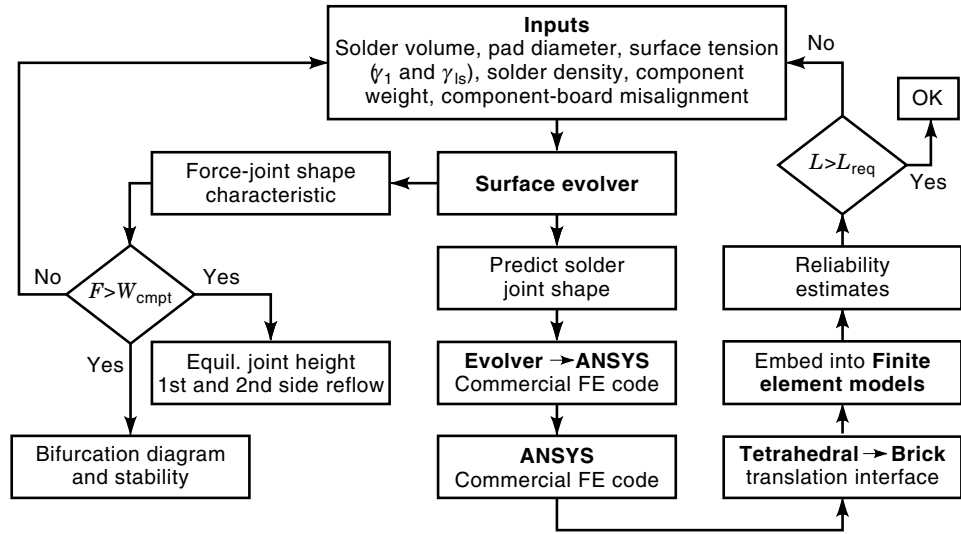 Inputs
Solder volume, pad diameter, surface tension
(γ1 and γls), solder density, component
weight, component-board misalignment
No
OK
L>Lreq
Yes
Force-joint shape
characteristic
Surface evolver
No
F>Wcmpt
Yes
Yes
Predict solder
joint shape
Reliability
estimates
Equil. joint height
1st and 2nd side reflow
Evolver → ANSYS
Commercial FE code
Embed into Finite
element models
Bifurcation diagram
and stability
ANSYS
Commercial FE code
Tetrahedral → Brick
translation interface